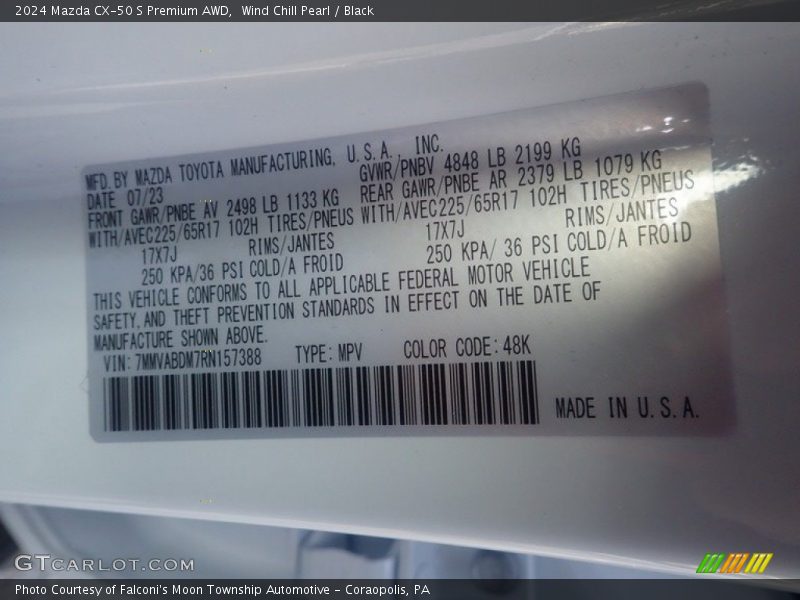 2024 Mazda CX-50 S Premium AWD,  Wind Chill Pearl / Black
MFD. BY MAZDA TOYOTA MANUFACTURING, U.S.A. INC.
DATE 07/23 GVWR/PNBV 4848 LB 2199 KG
FRONT GAWR/PNBE AV 2498 LB 1133 KG REAR GAWR/PNBE AR 2379 LB 1079 KG
WITH/AVEC225/65R17 102H TIRES/PNEUS WITH/AVEC225/65R17 102H TIRES/PNEUS
17X7J RIMS/JANTES 17X7J RIMS/JANTES
250 KPA/36 PSI COLD/A FROID 250 KPA/ 36 PSI COLD/A FROID
THIS VEHICLE CONFORMS TO ALL APPLICABLE FEDERAL MOTOR VEHICLE
SAFETY, AND THEFT PREVENTION STANDARDS IN EFFECT ON THE DATE OF
MANUFACTURE SHOWN ABOVE.
VIN: 7MMVABDM7RN157388 TYPE: MPV COLOR CODE: 48K
MADE IN U.S.A.
GTCARLOT.COM
Photo Courtesy of Falconi's Moon Township Automotive - Coraopolis, PA